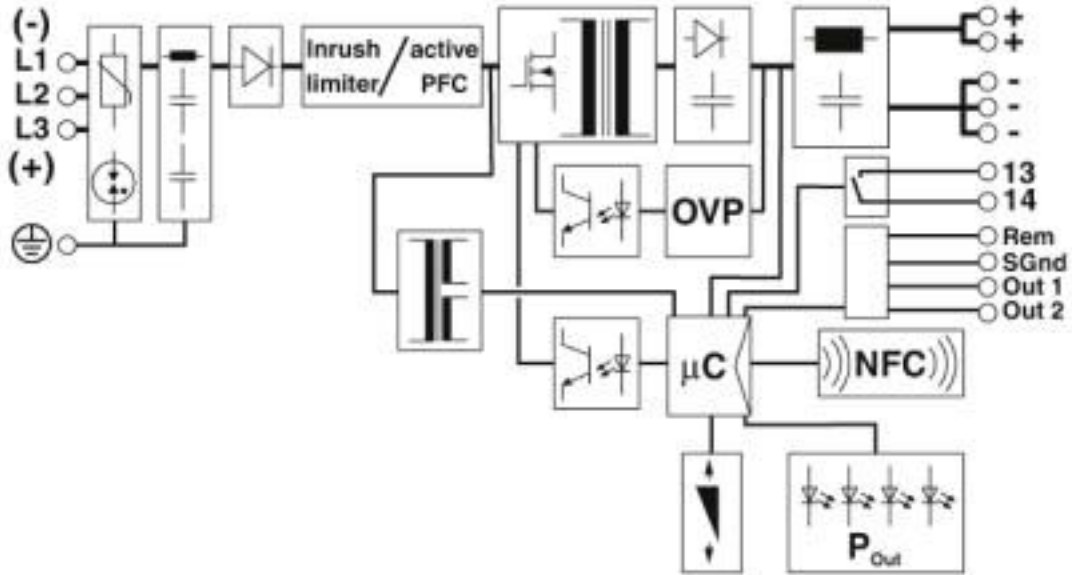 (-)
L1
L2
L3
(+)
Inrush / active
limiter / PFC
+
+
-
-
-
13
14
OVP
Rem
SGnd
Out 1
Out 2
µC
NFC
POut